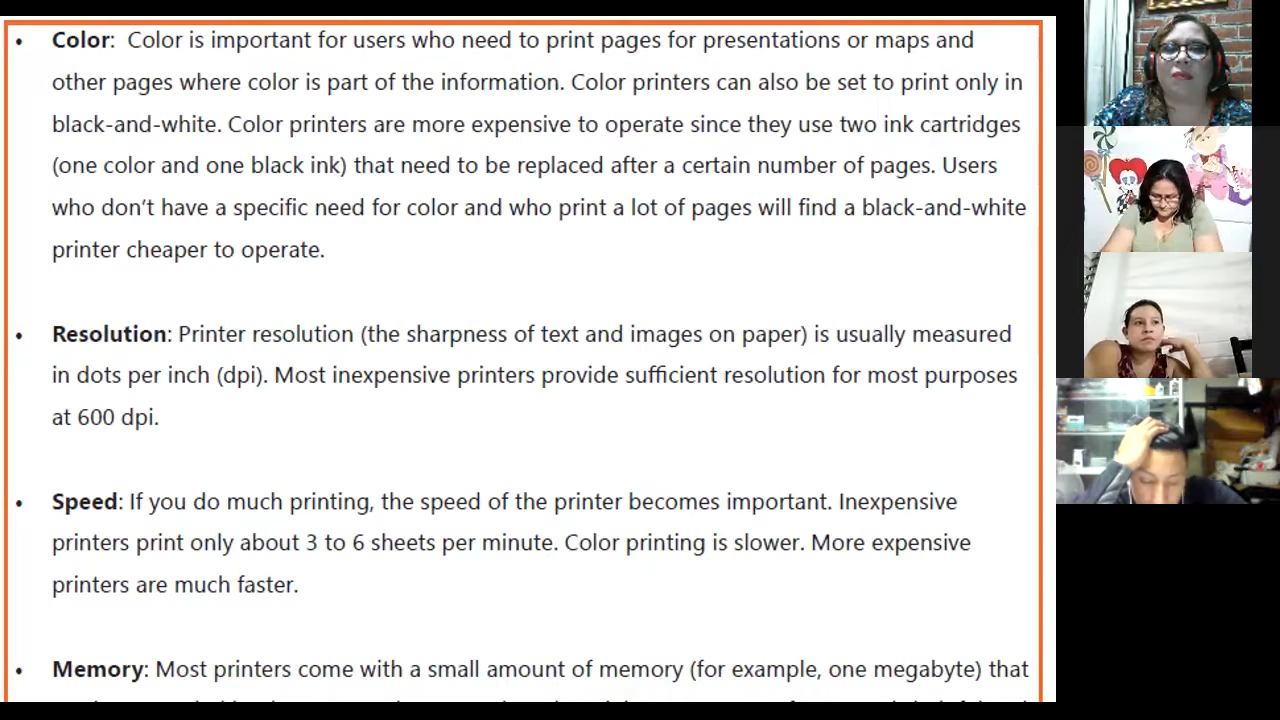 • Color:  Color is important for users who need to print pages for presentations or maps and
other pages where color is part of the information. Color printers can also be set to print only in
black-and-white. Color printers are more expensive to operate since they use two ink cartridges
(one color and one black ink) that need to be replaced after a certain number of pages. Users
who don’t have a specific need for color and who print a lot of pages will find a black-and-white
printer cheaper to operate.
• Resolution: Printer resolution (the sharpness of text and images on paper) is usually measured
in dots per inch (dpi). Most inexpensive printers provide sufficient resolution for most purposes
at 600 dpi.
• Speed: If you do much printing, the speed of the printer becomes important. Inexpensive
printers print only about 3 to 6 sheets per minute. Color printing is slower. More expensive
printers are much faster.
• Memory: Most printers come with a small amount of memory (for example, one megabyte) that